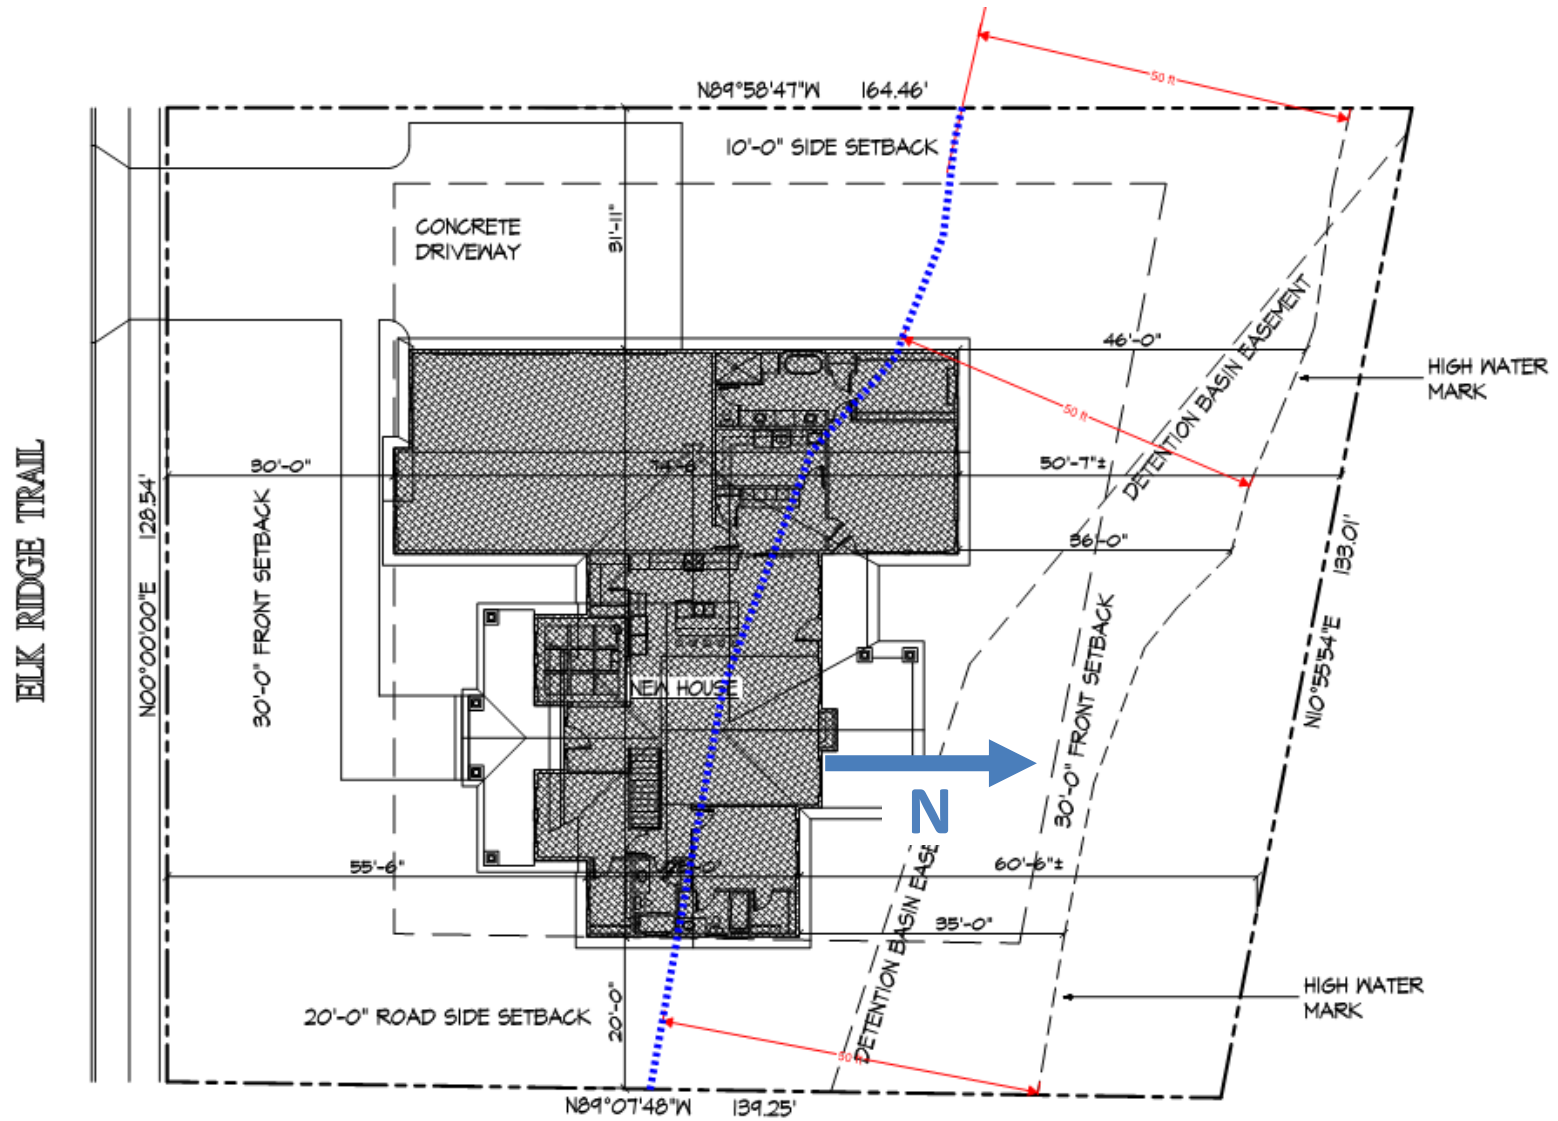 50 ft
N89°58'47"W 164.46'
10'-0" SIDE SETBACK
CONCRETE
DRIVEWAY
31'-11"
46'-0"
HIGH WATER
MARK
DETENTION BASIN EASEMENT
50 ft
30'-0"
50'-7"±
ELK RIDGE TRAIL
N00°00'00"E 128.54'
30'-0" FRONT SETBACK
36'-0"
N10°55'54"E 133.01'
30'-0" FRONT SETBACK
NEW HOUSE
N
55'-6"
60'-6"±
35'-0"
DETENTION BASIN EASE
HIGH WATER
MARK
20'-0" ROAD SIDE SETBACK
20'-0"
50 ft
N89°07'48"W 139.25'